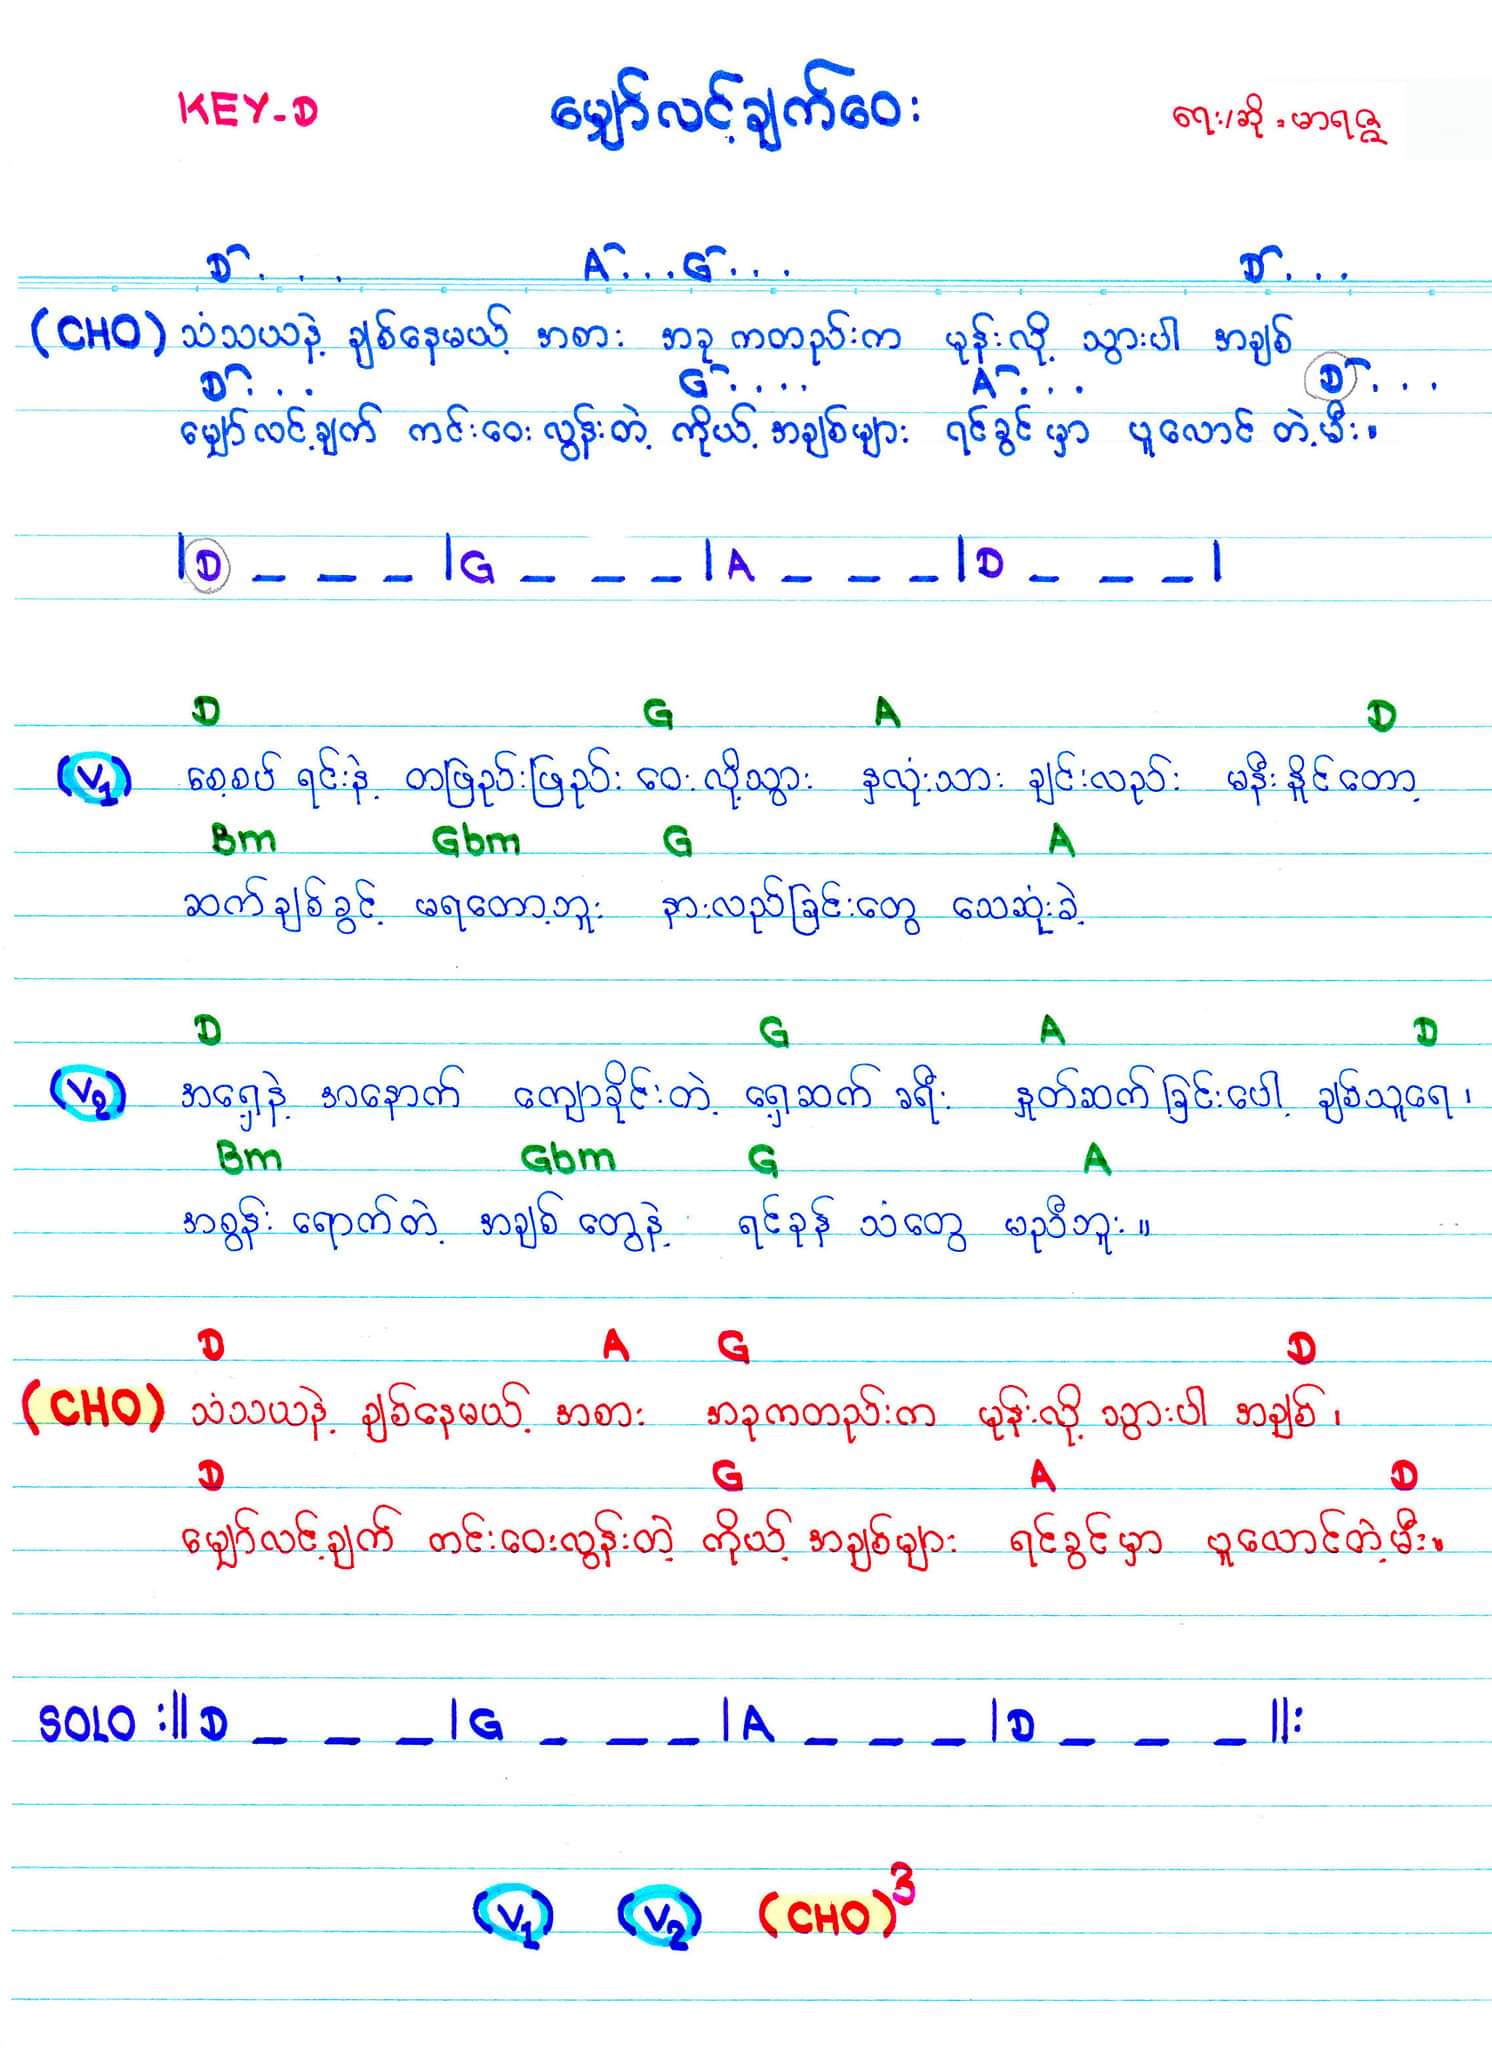 KEY-D မျှော်လင့်ချက်ဝေး ရေး/ဆို = မာရဇ္ဇ
D . . . . A . . . G . . . D . . .
(CHO) သံသယနဲ့ ချစ်နေမယ့် အစား အခု ကတည်းက မုန်းလို့ သွားပါ အချစ်
D . . . G . . . . A . . . D . . . .
မျှော်လင့်ချက် ကင်းဝေး လွန်းတဲ့ ကိုယ့် အချစ်များ ရင်ခွင်မှာ ပူလောင် တဲ့မီး။
|D _ _ _ |G _ _ _ |A _ _ _ |D _ _ _ |
D G A D
(V1) စေ့စပ် ရင်းနဲ့ တဖြည်းဖြည်း ဝေး လို့သွား နှလုံးသား ချင်းလည်း မနီးနိုင်တော့
Bm Gbm G A
ဆက်ချစ်ခွင့် မရတော့ဘူး နားလည်ခြင်းတွေ သေဆုံးခဲ့
D G A D
(V2) အရှေ့နဲ့ အနောက် ကျောခိုင်းတဲ့ ရှေ့ဆက် ခရီး နှုတ်ဆက်ခြင်းပေါ့ ချစ်သူရေ၊
Bm Gbm G A
အစွန်း ရောက်တဲ့ အချစ် တွေနဲ့ ရင်ခုန် သံတွေ မညီဘူး။
D A G D
(CHO) သံသယနဲ့ ချစ်နေမယ့် အစား အခုကတည်းက မုန်းလို့ သွားပါ အချစ်၊
D G A D
မျှော်လင့်ချက် ကင်းဝေးလွန်းတဲ့ ကိုယ့် အချစ်များ ရင်ခွင်မှာ ပူလောင်တဲ့မီး။
SOLO :||D _ _ _ |G _ _ _ |A _ _ _ |D _ _ _ ||:
(V1) (V2) (CHO)3